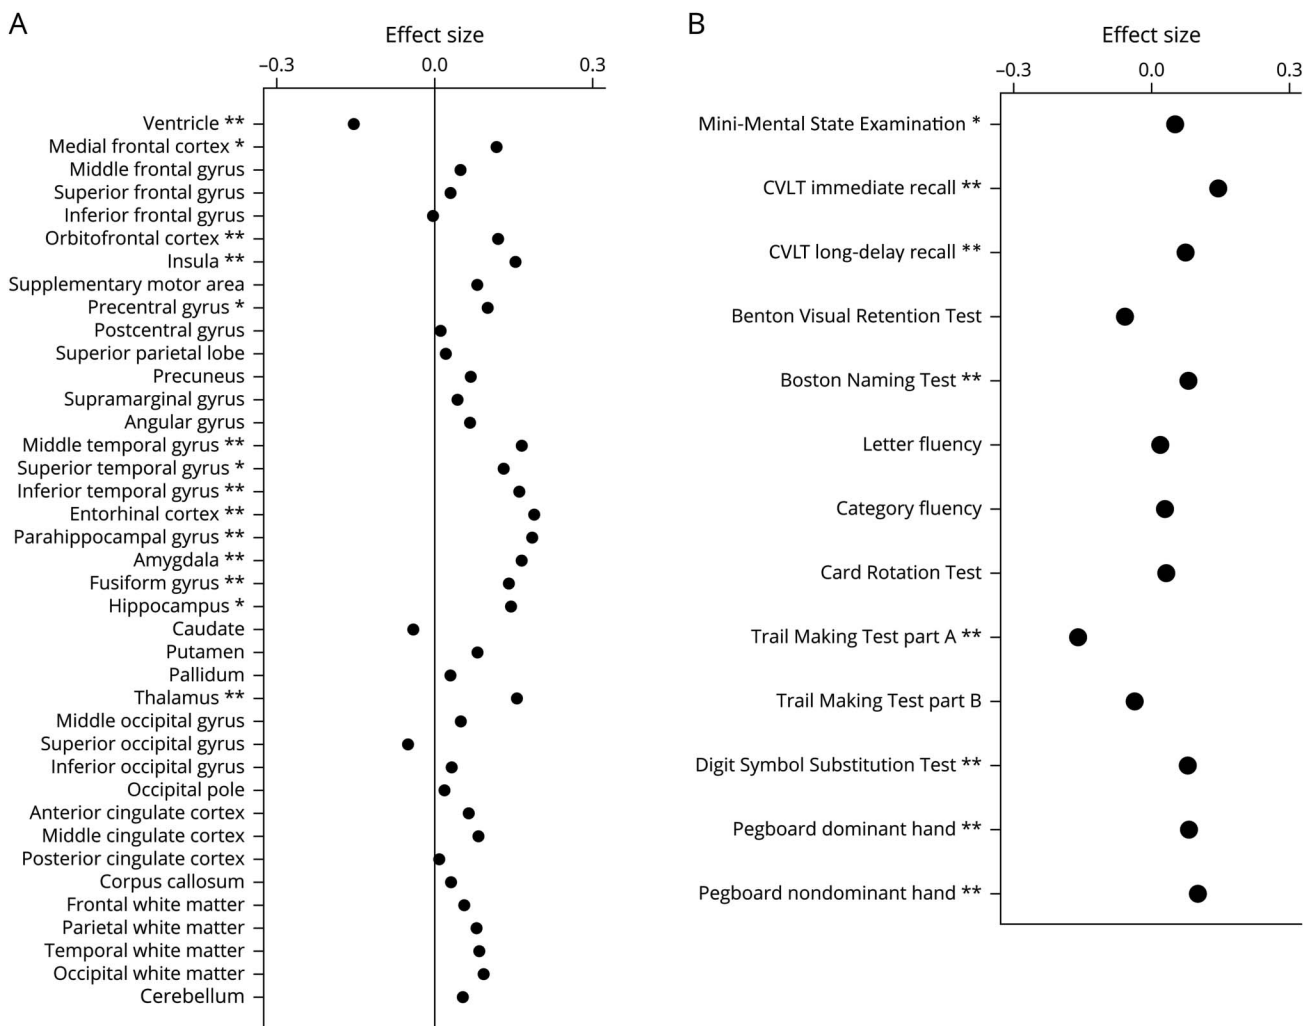 A
Effect size
−0.3 0.0 0.3
Ventricle **
Medial frontal cortex *
Middle frontal gyrus
Superior frontal gyrus
Inferior frontal gyrus
Orbitofrontal cortex **
Insula **
Supplementary motor area
Precentral gyrus *
Postcentral gyrus
Superior parietal lobe
Precuneus
Supramarginal gyrus
Angular gyrus
Middle temporal gyrus **
Superior temporal gyrus *
Inferior temporal gyrus **
Entorhinal cortex **
Parahippocampal gyrus **
Amygdala **
Fusiform gyrus **
Hippocampus *
Caudate
Putamen
Pallidum
Thalamus **
Middle occipital gyrus
Superior occipital gyrus
Inferior occipital gyrus
Occipital pole
Anterior cingulate cortex
Middle cingulate cortex
Posterior cingulate cortex
Corpus callosum
Frontal white matter
Parietal white matter
Temporal white matter
Occipital white matter
Cerebellum
B
Effect size
−0.3 0.0 0.3
Mini-Mental State Examination *
CVLT immediate recall **
CVLT long-delay recall **
Benton Visual Retention Test
Boston Naming Test **
Letter fluency
Category fluency
Card Rotation Test
Trail Making Test part A **
Trail Making Test part B
Digit Symbol Substitution Test **
Pegboard dominant hand **
Pegboard nondominant hand **